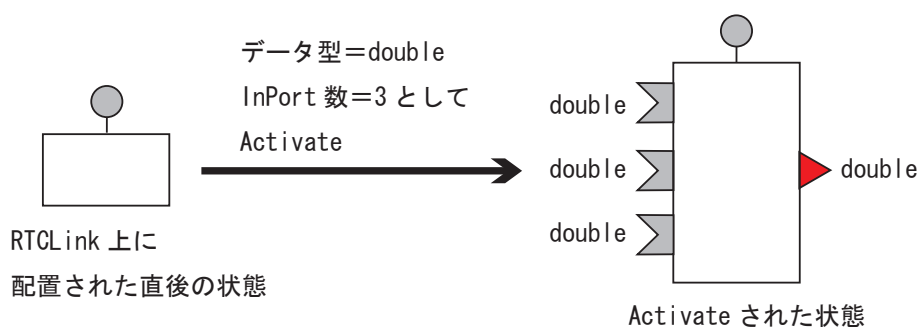 データ型＝double
InPort 数＝3 として
Activate
RTCLink 上に
配置された直後の状態
double
double
double
double
Activate された状態